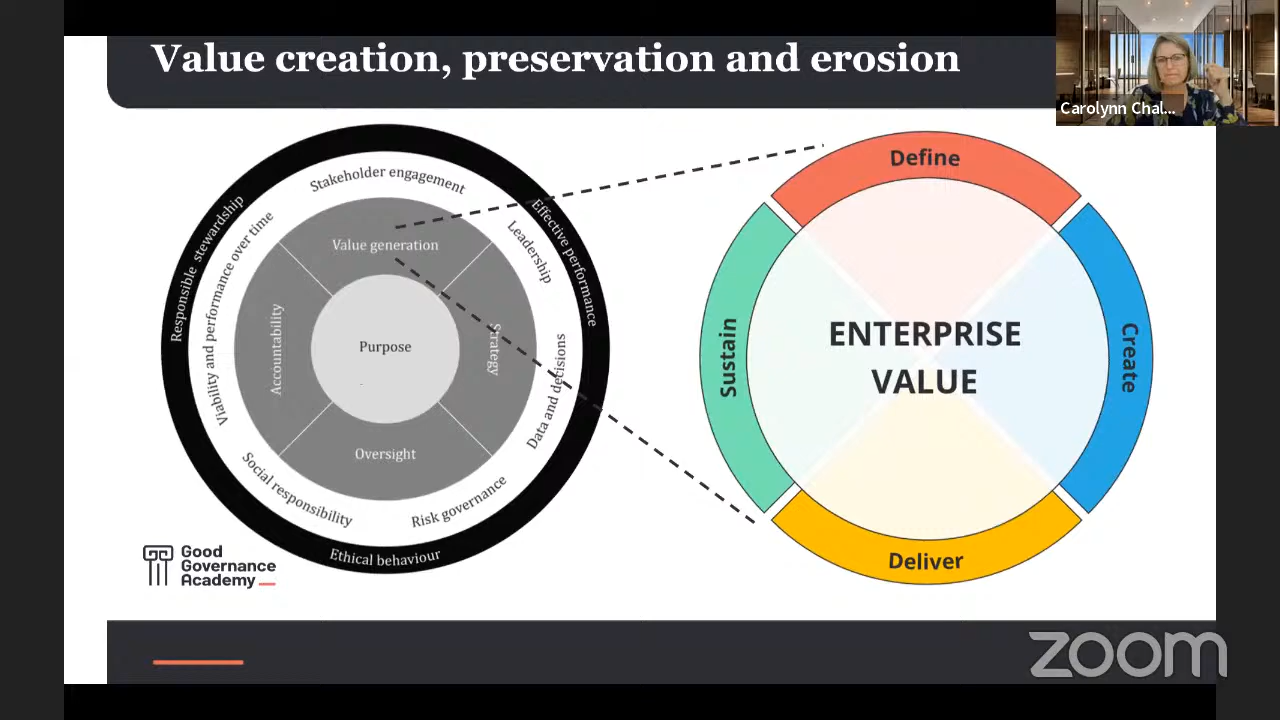 Value creation, preservation and erosion
Carolynn Chal...
Stakeholder engagement
Effective performance
Responsible stewardship
Leadership
Viability and performance over time
Value generation
Accountability
Purpose
Strategy
Data and decisions
Oversight
Social responsibility
Risk governance
Ethical behaviour
Define
Sustain
ENTERPRISE
VALUE
Create
Deliver
Good
Governance
Academy
zoom